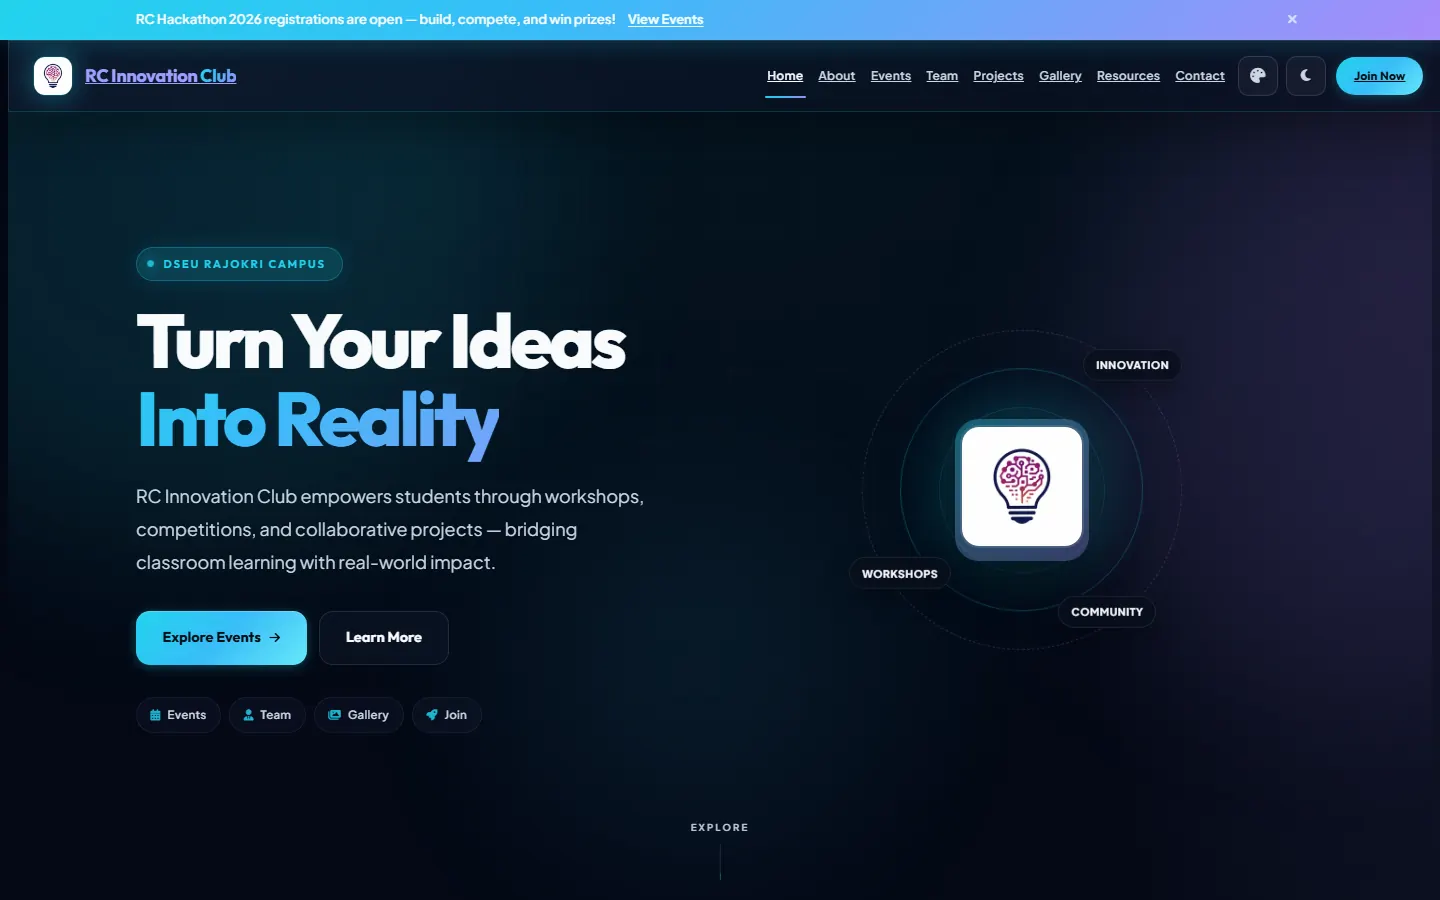 RC Hackathon 2026 registrations are open — build, compete, and win prizes! View Events ×
RC Innovation Club
Home About Events Team Projects Gallery Resources Contact Join Now
DSEU RAJOKRI CAMPUS
Turn Your Ideas
Into Reality
RC Innovation Club empowers students through workshops,
competitions, and collaborative projects — bridging
classroom learning with real-world impact.
Explore Events →
Learn More
Events Team Gallery Join
INNOVATION
WORKSHOPS
COMMUNITY
EXPLORE